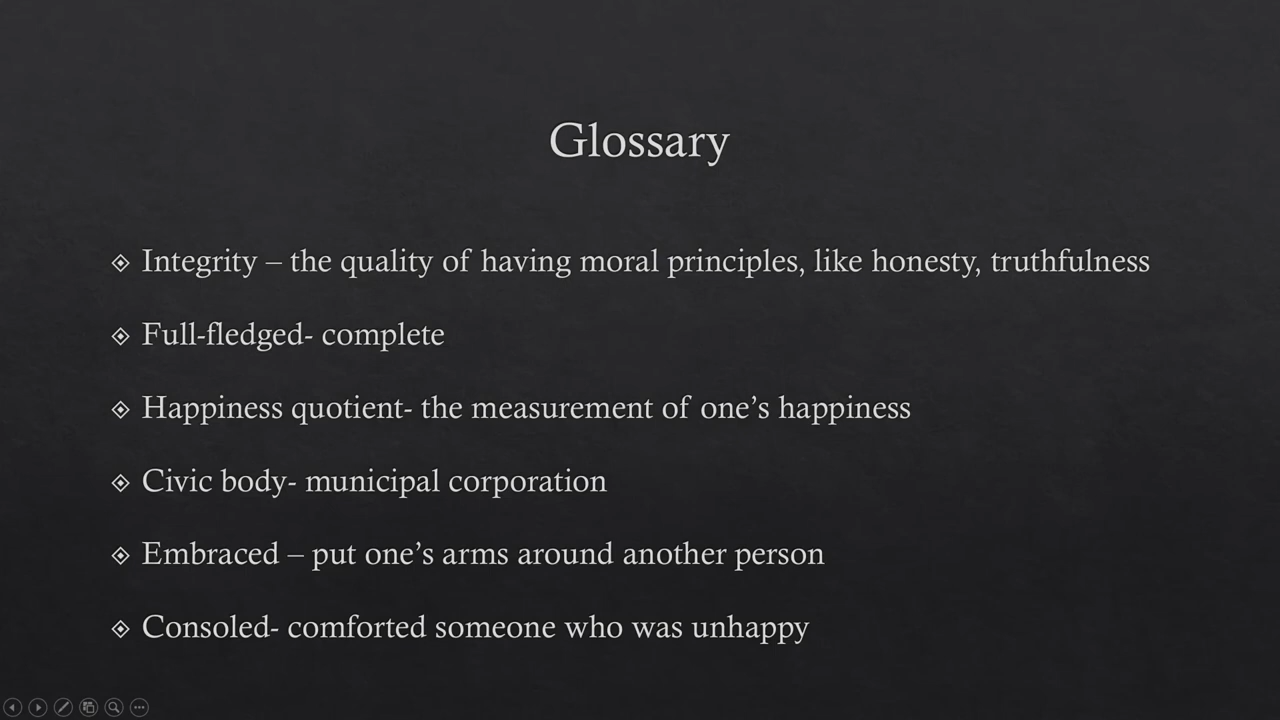 Glossary
Integrity – the quality of having moral principles, like honesty, truthfulness
Full-fledged- complete
Happiness quotient- the measurement of one’s happiness
Civic body- municipal corporation
Embraced – put one’s arms around another person
Consoled- comforted someone who was unhappy